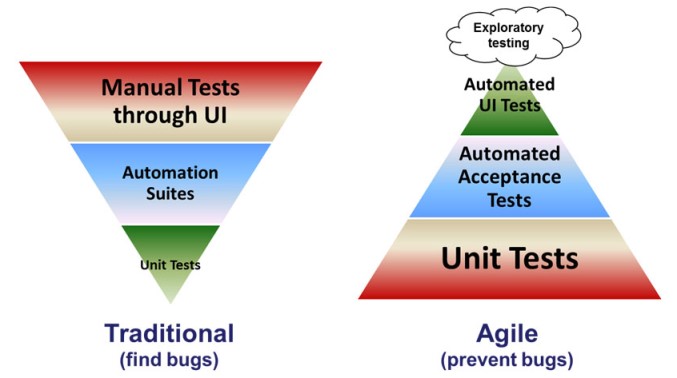 Manual Tests
through UI
Automation
Suites
Unit Tests
Traditional
(find bugs)
Exploratory
testing
Automated
UI Tests
Automated
Acceptance
Tests
Unit Tests
Agile
(prevent bugs)